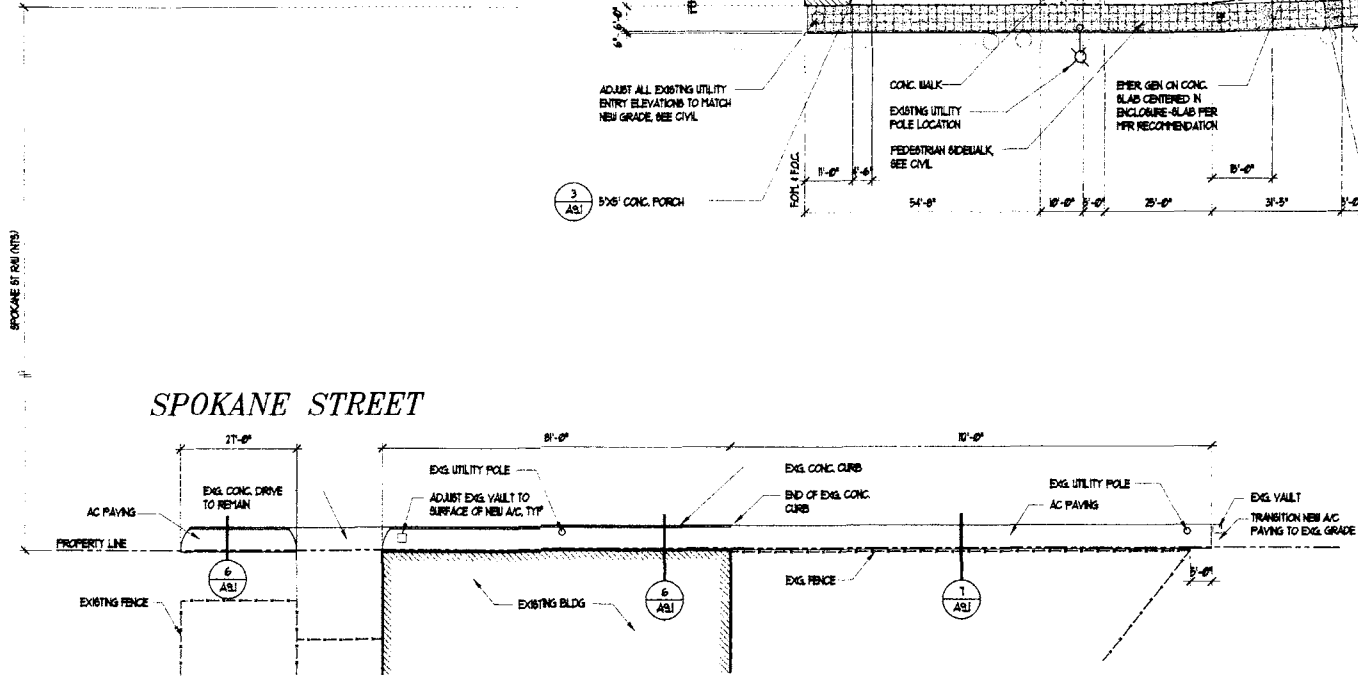 6'-6'-0"
ADJUST ALL EXISTING UTILITY
ENTRY ELEVATIONS TO MATCH
NEW GRADE, SEE CIVIL
CONC. WALK
EXISTING UTILITY
POLE LOCATION
PEDESTRIAN SIDEWALK,
SEE CIVIL
EMER GEN ON CONC.
SLAB CENTERED IN
ENCLOSURE-SLAB PER
MFR RECOMMENDATION
3
A9.1
5'X5' CONC. PORCH
F.O.M. & F.O.C.
11'-0"
4'-6"
15'-0"
54'-8"
10'-0"
5'-0"
25'-0"
31'-5"
SPOKANE ST R/W (NTS)
SPOKANE STREET
27'-0"
81'-0"
AC PAVING
EXG. CONC. DRIVE
TO REMAIN
EXG. UTILITY POLE
ADJUST EXG. VAULT TO
SURFACE OF NEW A/C, TYP
EXG. CONC. CURB
END OF EXG. CONC.
CURB
EXG. UTILITY POLE
AC PAVING
EXG. VAULT
TRANSITION NEW A/C
PAVING TO EXG. GRADE
PROPERTY LINE
6
A9.1
EXISTING FENCE
EXISTING BLDG
6
A9.1
EXG. FENCE
7
A9.1
5'-0"